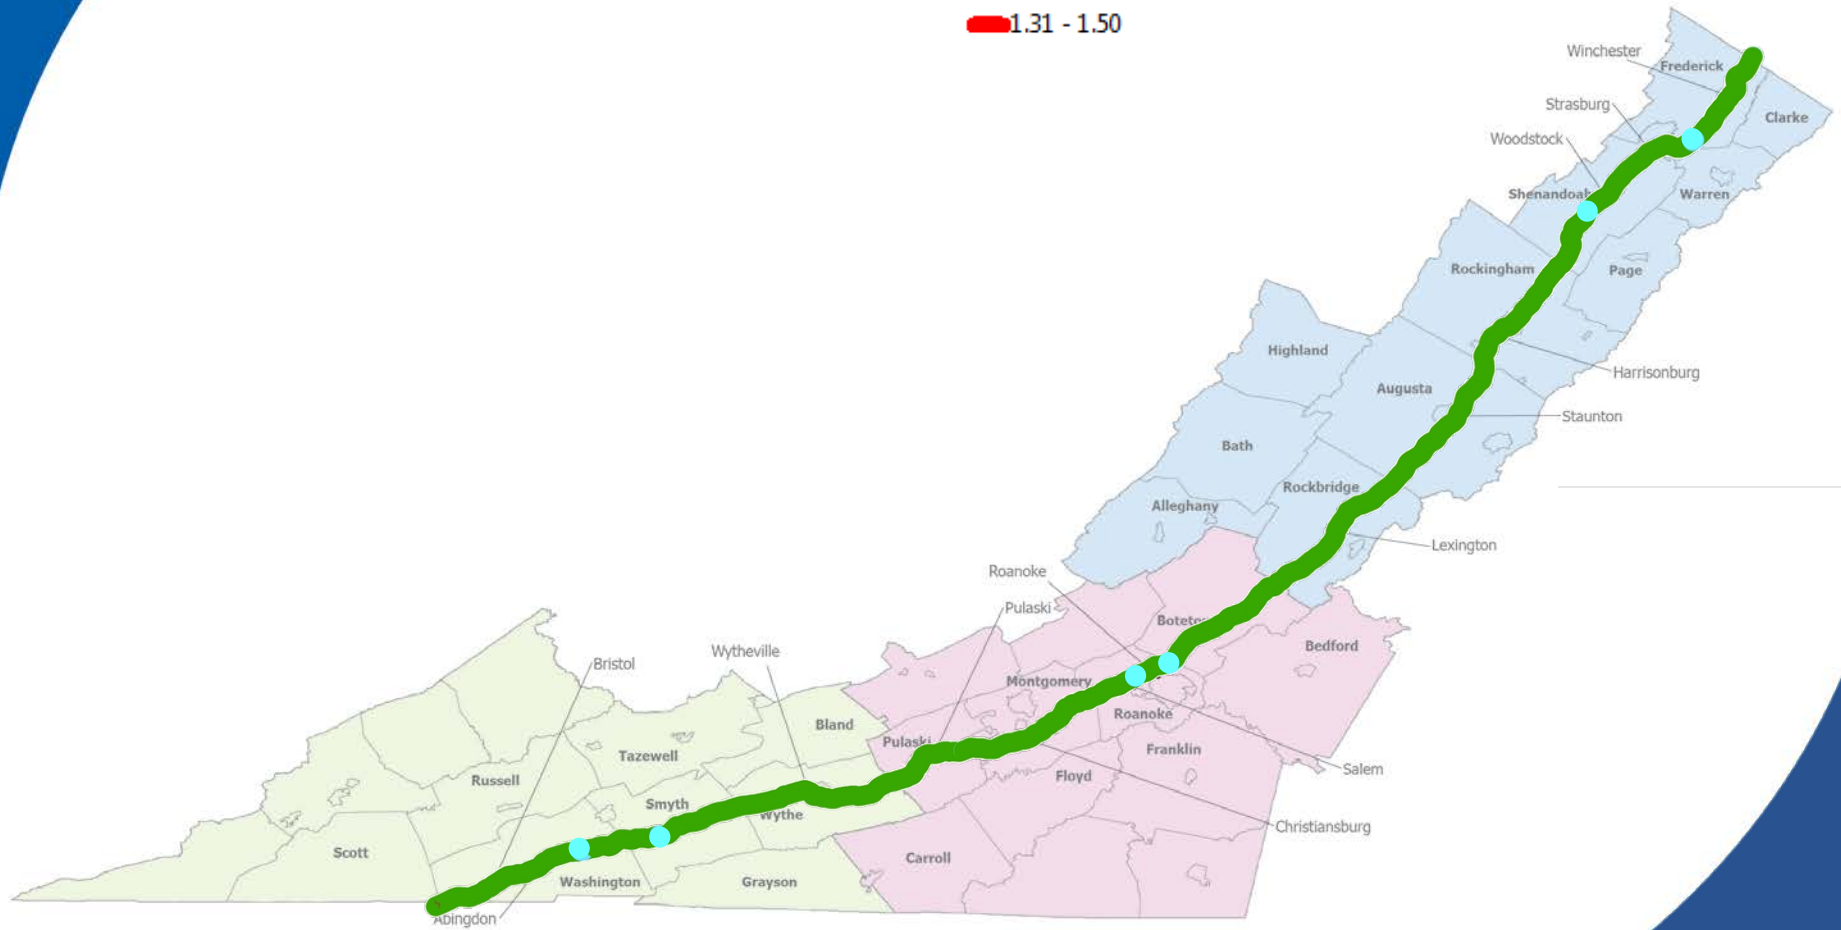 1.31 - 1.50
Winchester
Frederick
Strasburg
Clarke
Woodstock
Shenandoah
Warren
Rockingham
Page
Highland
Harrisonburg
Augusta
Staunton
Bath
Rockbridge
Alleghany
Lexington
Roanoke
Pulaski
Boteto
Bedford
Wytheville
Bristol
Montgomery
Roanoke
Bland
Pulaski
Franklin
Tazewell
Salem
Russell
Floyd
Smyth
Wythe
Christiansburg
Scott
Carroll
Washington
Grayson
Abingdon